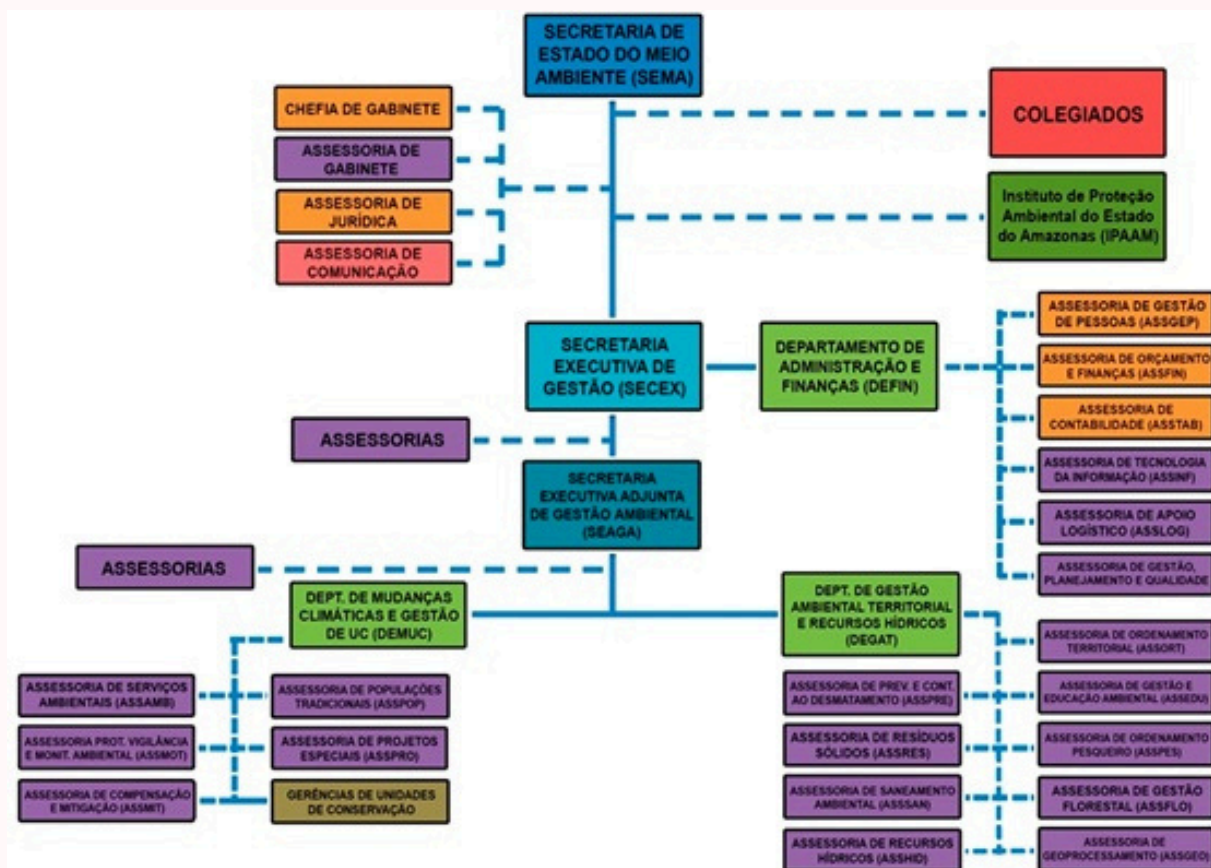 SECRETARIA DE
ESTADO DO MEIO
AMBIENTE (SEMA)
CHEFIA DE GABINETE
ASSESSORIA DE
GABINETE
ASSESSORIA DE
JURÍDICA
ASSESSORIA DE
COMUNICAÇÃO
COLEGIADOS
Instituto de Proteção
Ambiental do Estado
do Amazonas (IPAAM)
SECRETARIA
EXECUTIVA DE
GESTÃO (SECEX)
DEPARTAMENTO DE
ADMINISTRAÇÃO E
FINANÇAS (DEFIN)
ASSESSORIA DE GESTÃO
DE PESSOAS (ASSGEP)
ASSESSORIA DE ORÇAMENTO
E FINANÇAS (ASSFIN)
ASSESSORIA DE
CONTABILIDADE (ASSTAB)
ASSESSORIA DE TECNOLOGIA
DA INFORMAÇÃO (ASSINF)
ASSESSORIA DE APOIO
LOGÍSTICO (ASSLOG)
ASSESSORIA DE GESTÃO,
PLANEJAMENTO E QUALIDADE
ASSESSORIAS
SECRETARIA
EXECUTIVA ADJUNTA
DE GESTÃO AMBIENTAL
(SEAGA)
ASSESSORIAS
DEPT. DE MUDANÇAS
CLIMÁTICAS E GESTÃO
DE UC (DEMUC)
ASSESSORIA DE SERVIÇOS
AMBIENTAIS (ASSAMB)
ASSESSORIA DE POPULAÇÕES
TRADICIONAIS (ASSPOP)
ASSESSORIA PROT. VIGILÂNCIA
E MONIT. AMBIENTAL (ASSMOT)
ASSESSORIA DE PROJETOS
ESPECIAIS (ASSPRO)
ASSESSORIA DE COMPENSAÇÃO
E MITIGAÇÃO (ASSMIT)
GERÊNCIAS DE UNIDADES
DE CONSERVAÇÃO
DEPT. DE GESTÃO
AMBIENTAL TERRITORIAL
E RECURSOS HÍDRICOS
(DEGAT)
ASSESSORIA DE ORDENAMENTO
TERRITORIAL (ASSORT)
ASSESSORIA DE PREV. E CONT.
AO DESMATAMENTO (ASSPRE)
ASSESSORIA DE GESTÃO E
EDUCAÇÃO AMBIENTAL (ASSEDU)
ASSESSORIA DE RESÍDUOS
SÓLIDOS (ASSRES)
ASSESSORIA DE ORDENAMENTO
PESQUEIRO (ASSPES)
ASSESSORIA DE SANEAMENTO
AMBIENTAL (ASSSAN)
ASSESSORIA DE GESTÃO
FLORESTAL (ASSFLO)
ASSESSORIA DE RECURSOS
HÍDRICOS (ASSHID)
ASSESSORIA DE
GEOPROCESSAMENTO (ASSGEO)